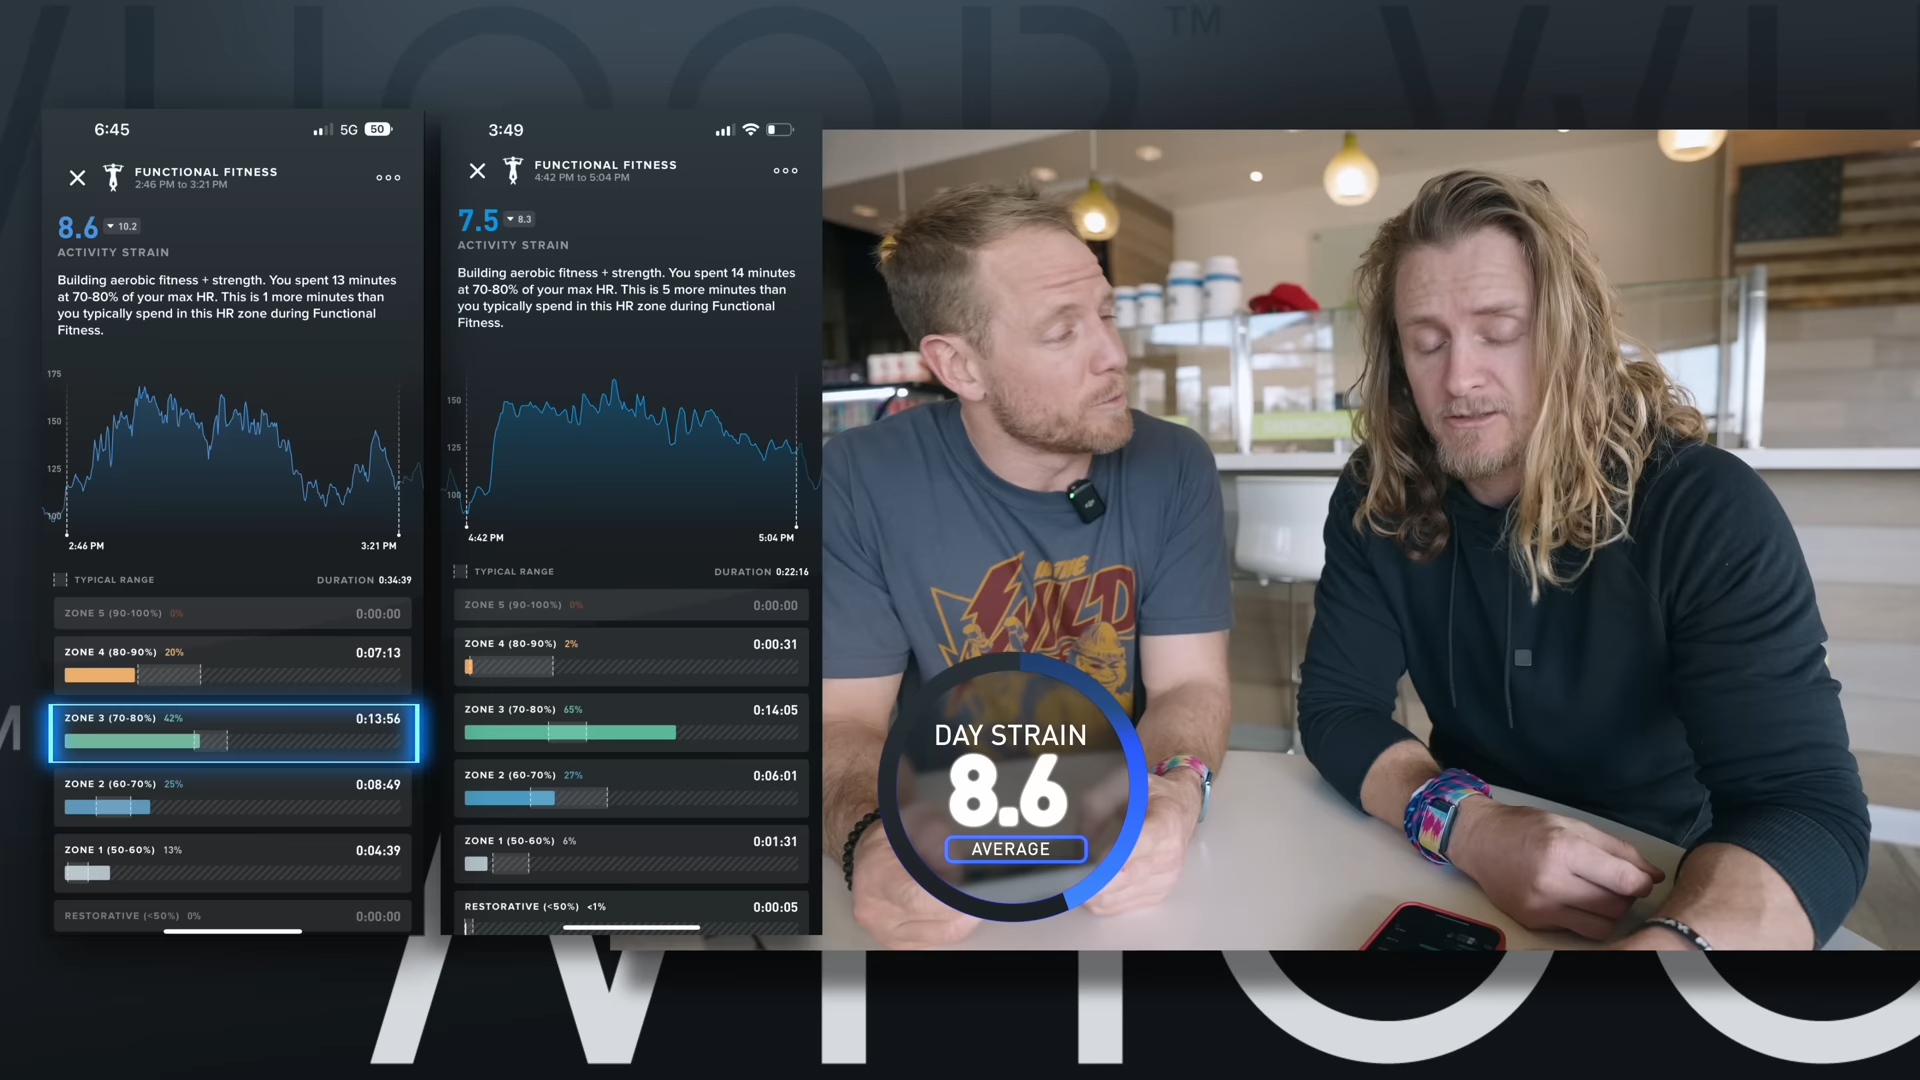 6:45
5G
50
FUNCTIONAL FITNESS
2:46 PM to 3:21 PM
8.6
10.2
ACTIVITY STRAIN
Building aerobic fitness + strength. You spent 13 minutes
at 70-80% of your max HR. This is 1 more minutes than
you typically spend in this HR zone during Functional
Fitness.
175
150
125
100
2:46 PM
3:21 PM
TYPICAL RANGE
DURATION 0:34:39
ZONE 5 (90-100%) 0% 0:00:00
ZONE 4 (80-90%) 20% 0:07:13
ZONE 3 (70-80%) 42% 0:13:56
ZONE 2 (60-70%) 25% 0:08:49
ZONE 1 (50-60%) 13% 0:04:39
RESTORATIVE (<50%) 0% 0:00:00
3:49
FUNCTIONAL FITNESS
4:42 PM to 5:04 PM
7.5
8.3
ACTIVITY STRAIN
Building aerobic fitness + strength. You spent 14 minutes
at 70-80% of your max HR. This is 5 more minutes than
you typically spend in this HR zone during Functional
Fitness.
150
125
100
4:42 PM
5:04 PM
TYPICAL RANGE
DURATION 0:22:16
ZONE 5 (90-100%) 0% 0:00:00
ZONE 4 (80-90%) 2% 0:00:31
ZONE 3 (70-80%) 65% 0:14:05
ZONE 2 (60-70%) 27% 0:06:01
ZONE 1 (50-60%) 6% 0:01:31
RESTORATIVE (<50%) <1% 0:00:05
IN THE
WILD
DAY STRAIN
8.6
AVERAGE
WHOOP
TM